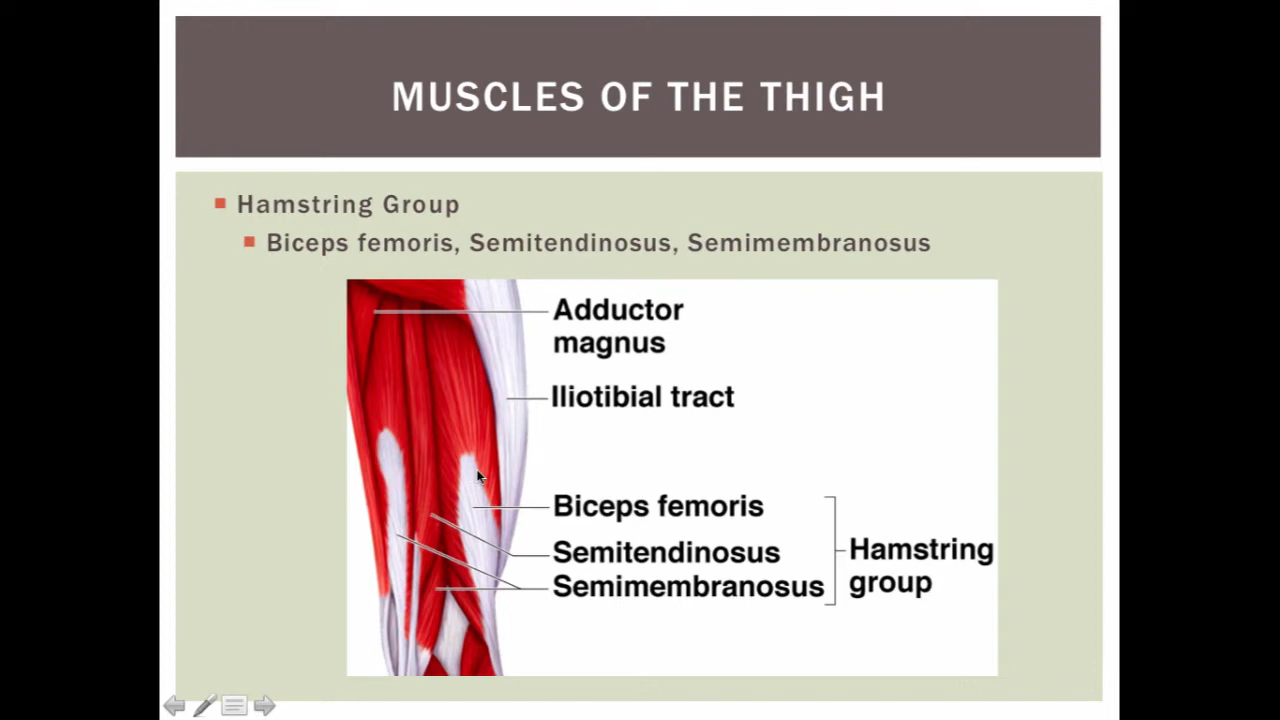 MUSCLES OF THE THIGH
Hamstring Group
Biceps femoris, Semitendinosus, Semimembranosus
Adductor
magnus
Iliotibial tract
Biceps femoris
Semitendinosus
Semimembranosus
Hamstring
group